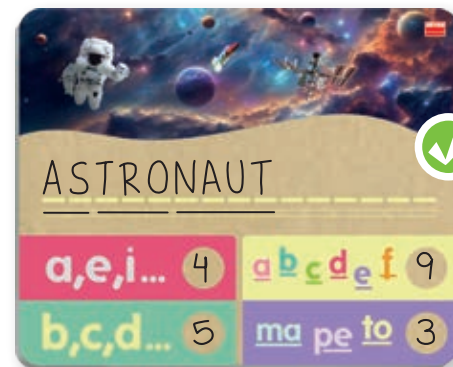 ASTRONAUT
a,e,i... 4
a b c d e f 9
b,c,d... 5
ma pe to 3